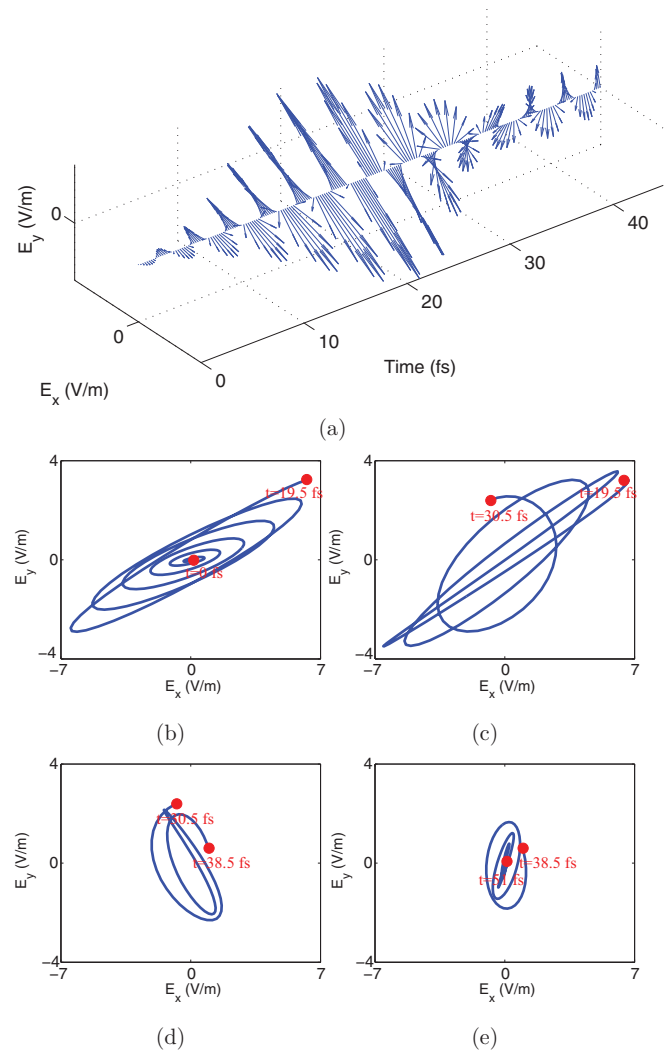 E_y (V/m)
0
0
E_x (V/m)
0
10
20
30
40
Time (fs)
(a)
4
0
−4
−7
0
7
E_y (V/m)
E_x (V/m)
t=19.5 fs
t=0 fs
(b)
4
0
−4
−7
0
7
E_y (V/m)
E_x (V/m)
t=30.5 fs
t=19.5 fs
(c)
4
0
−4
−7
0
7
E_y (V/m)
E_x (V/m)
t=30.5 fs
t=38.5 fs
(d)
4
0
−4
−7
0
7
E_y (V/m)
E_x (V/m)
t=38.5 fs
t=51 fs
(e)